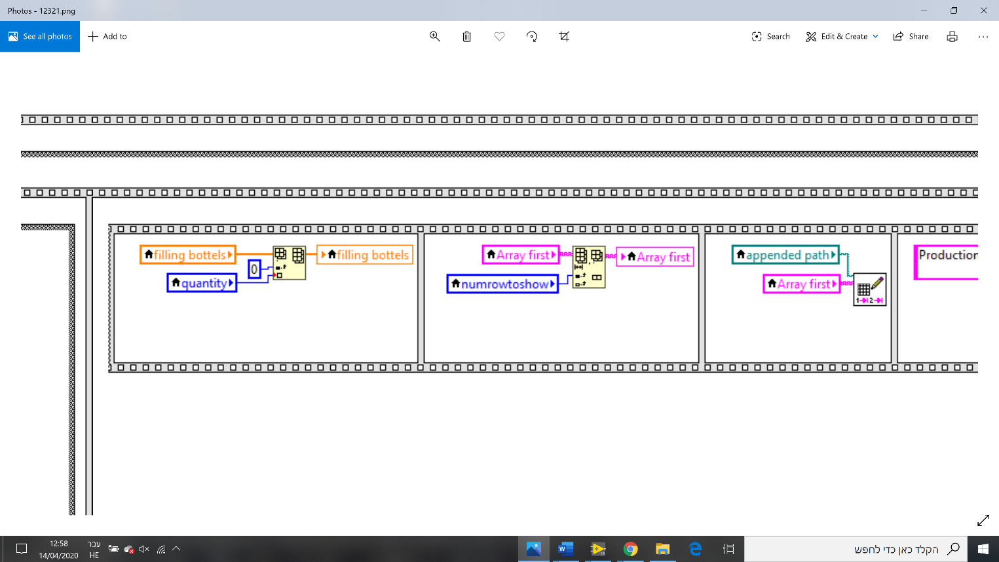 Photos - 12321.png
See all photos
Add to
Search
Edit & Create
Share
filling bottels
filling bottels
0
quantity
Array first
Array first
numrowtoshow
appended path
Array first
1 2
Production
12:58
14/04/2020
עבר
HE
W
19
הקלד כאן כדי לחפש